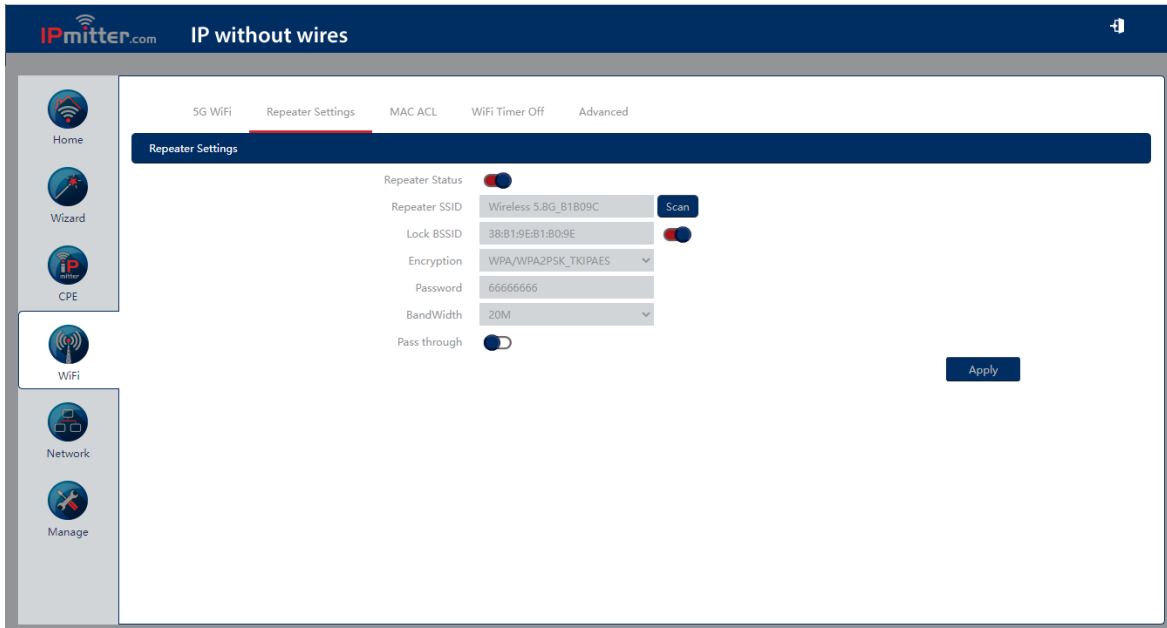 IPmitter.com IP without wires
Home
Wizard
iP
mitter
CPE
WiFi
Network
Manage
5G WiFi Repeater Settings MAC ACL WiFi Timer Off Advanced
Repeater Settings
Repeater Status
Repeater SSID Wireless 5.8G_B1B09C Scan
Lock BSSID 38:B1:9E:B1:B0:9E
Encryption WPA/WPA2PSK_TKIPAES
Password 66666666
BandWidth 20M
Pass through
Apply